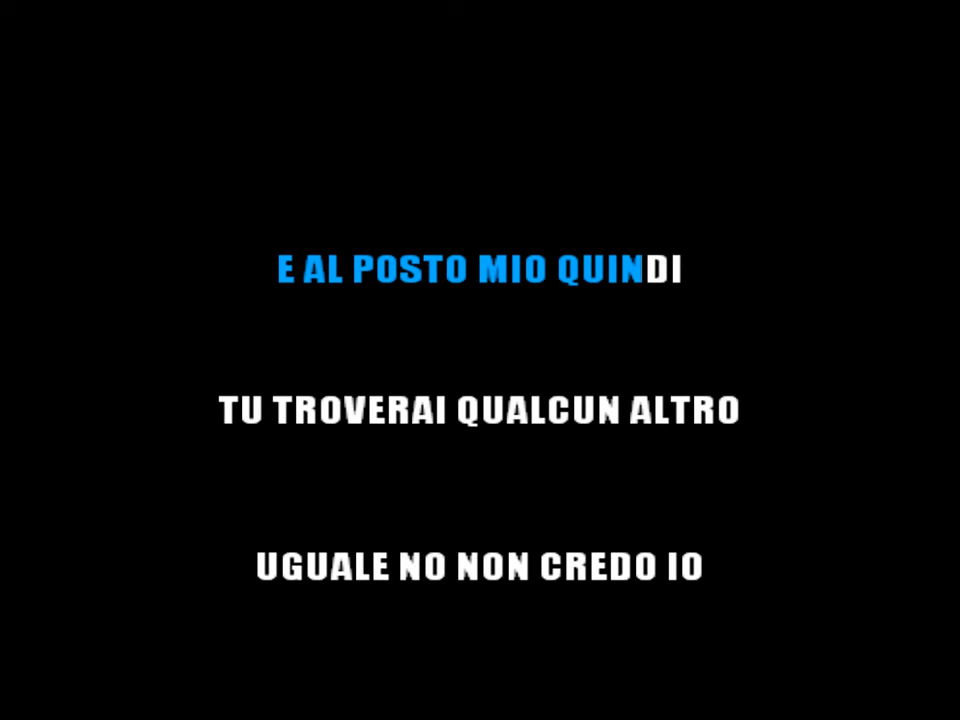 E AL POSTO MIO QUINDI
TU TROVERAI QUALCUN ALTRO
UGUALE NO NON CREDO IO